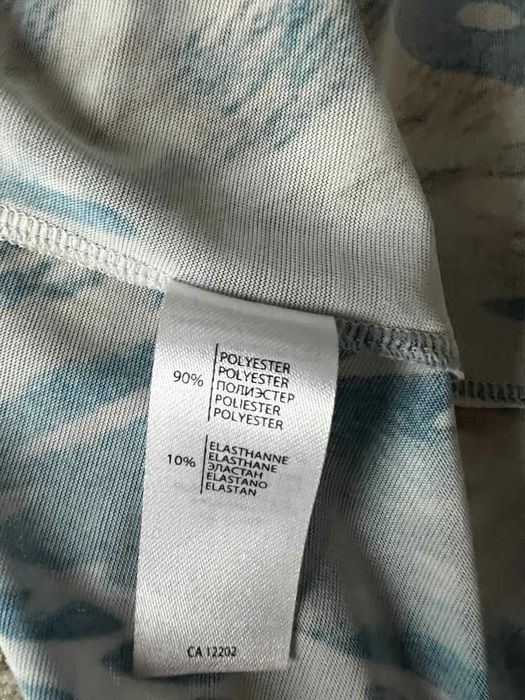 90%
POLYESTER
POLYESTER
ПОЛИЭСТЕР
POLIESTER
POLYESTER
10%
ELASTHANNE
ELASTHANE
ЭЛАСТАН
ELASTANO
ELASTAN
CA 12202